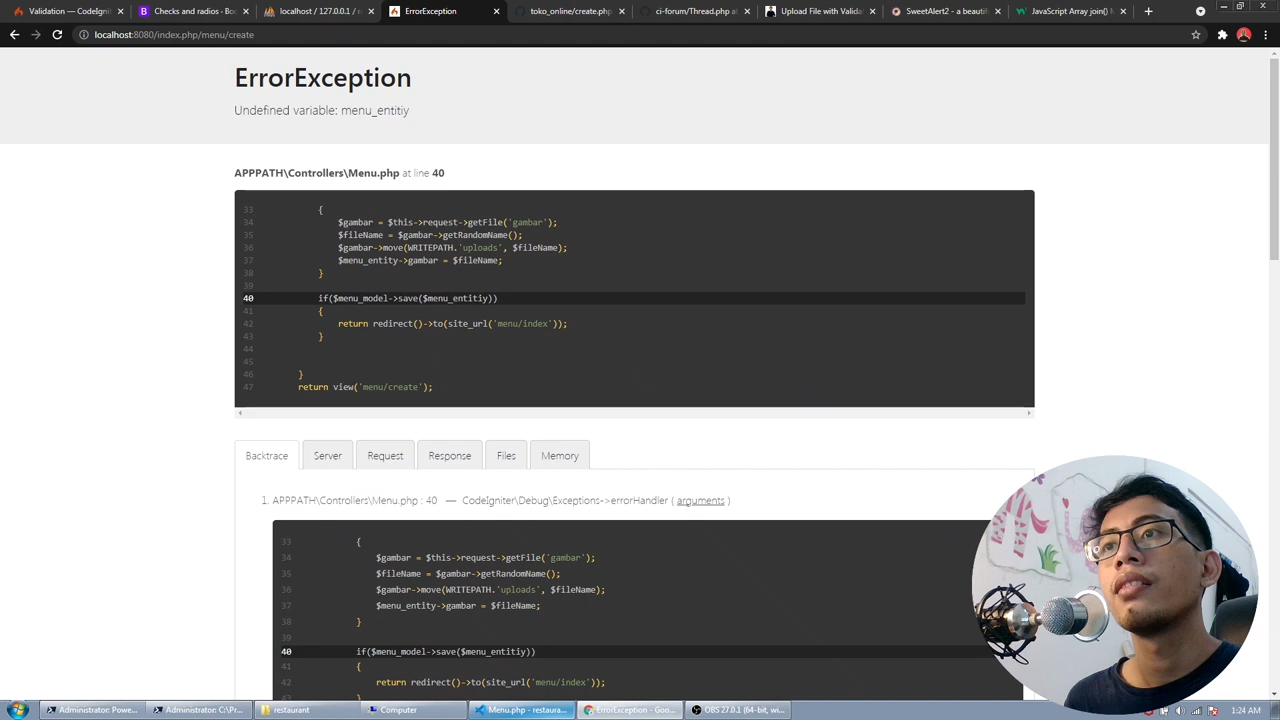 Validation — CodeIgnit
Checks and radios · Boo
localhost / 127.0.0.1 / r
ErrorException
toko_online/create.php
ci-forum/Thread.php at
Upload File with Valida
SweetAlert2 - a beautif
JavaScript Array join() M
localhost:8080/index.php/menu/create
ErrorException
Undefined variable: menu_entitiy
APPPATH\Controllers\Menu.php at line 40
33 {
34 $gambar = $this->request->getFile('gambar');
35 $fileName = $gambar->getRandomName();
36 $gambar->move(WRITEPATH.'uploads', $fileName);
37 $menu_entity->gambar = $fileName;
38 }
39
40 if($menu_model->save($menu_entitiy))
41 {
42 return redirect()->to(site_url('menu/index'));
43 }
44
45
46 }
47 return view('menu/create');
Backtrace
Server
Request
Response
Files
Memory
1. APPPATH\Controllers\Menu.php : 40 — CodeIgniter\Debug\Exceptions->errorHandler ( arguments )
33 {
34 $gambar = $this->request->getFile('gambar');
35 $fileName = $gambar->getRandomName();
36 $gambar->move(WRITEPATH.'uploads', $fileName);
37 $menu_entity->gambar = $fileName;
38 }
39
40 if($menu_model->save($menu_entitiy))
41 {
42 return redirect()->to(site_url('menu/index'));
43 }
Administrator: Powe...
Administrator: C:\Pr...
restaurant
Computer
Menu.php - restaura...
ErrorException - Goo...
OBS 27.0.1 (64-bit, wi...
1:24 AM